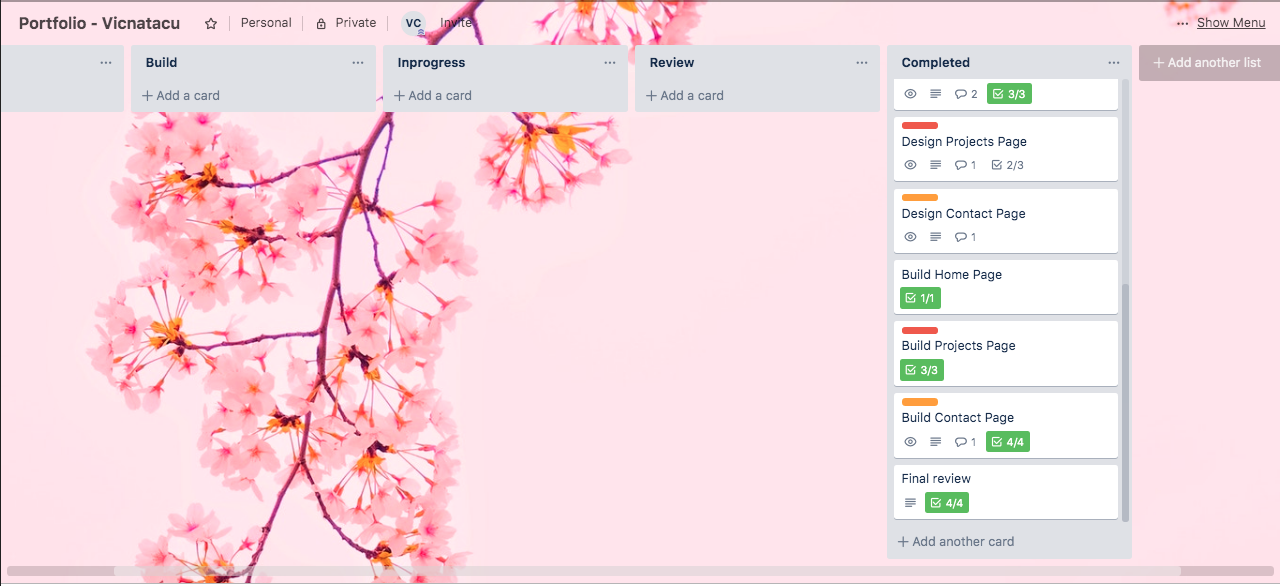 Portfolio - Vicnatacu Personal Private VC Invite Show Menu
Build
Add a card
Inprogress
Add a card
Review
Add a card
Completed
2 3/3
Design Projects Page
1 2/3
Design Contact Page
1
Build Home Page
1/1
Build Projects Page
3/3
Build Contact Page
1 4/4
Final review
4/4
Add another card
Add another list